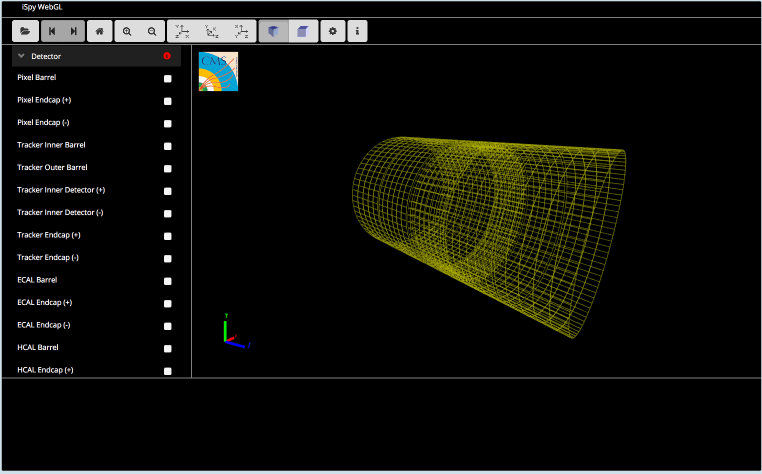 iSpy WebGL
Detector
CMS
Pixel Barrel
Pixel Endcap (+)
Pixel Endcap (-)
Tracker Inner Barrel
Tracker Outer Barrel
Tracker Inner Detector (+)
Tracker Inner Detector (-)
Tracker Endcap (+)
Tracker Endcap (-)
ECAL Barrel
ECAL Endcap (+)
ECAL Endcap (-)
HCAL Barrel
HCAL Endcap (+)
Y